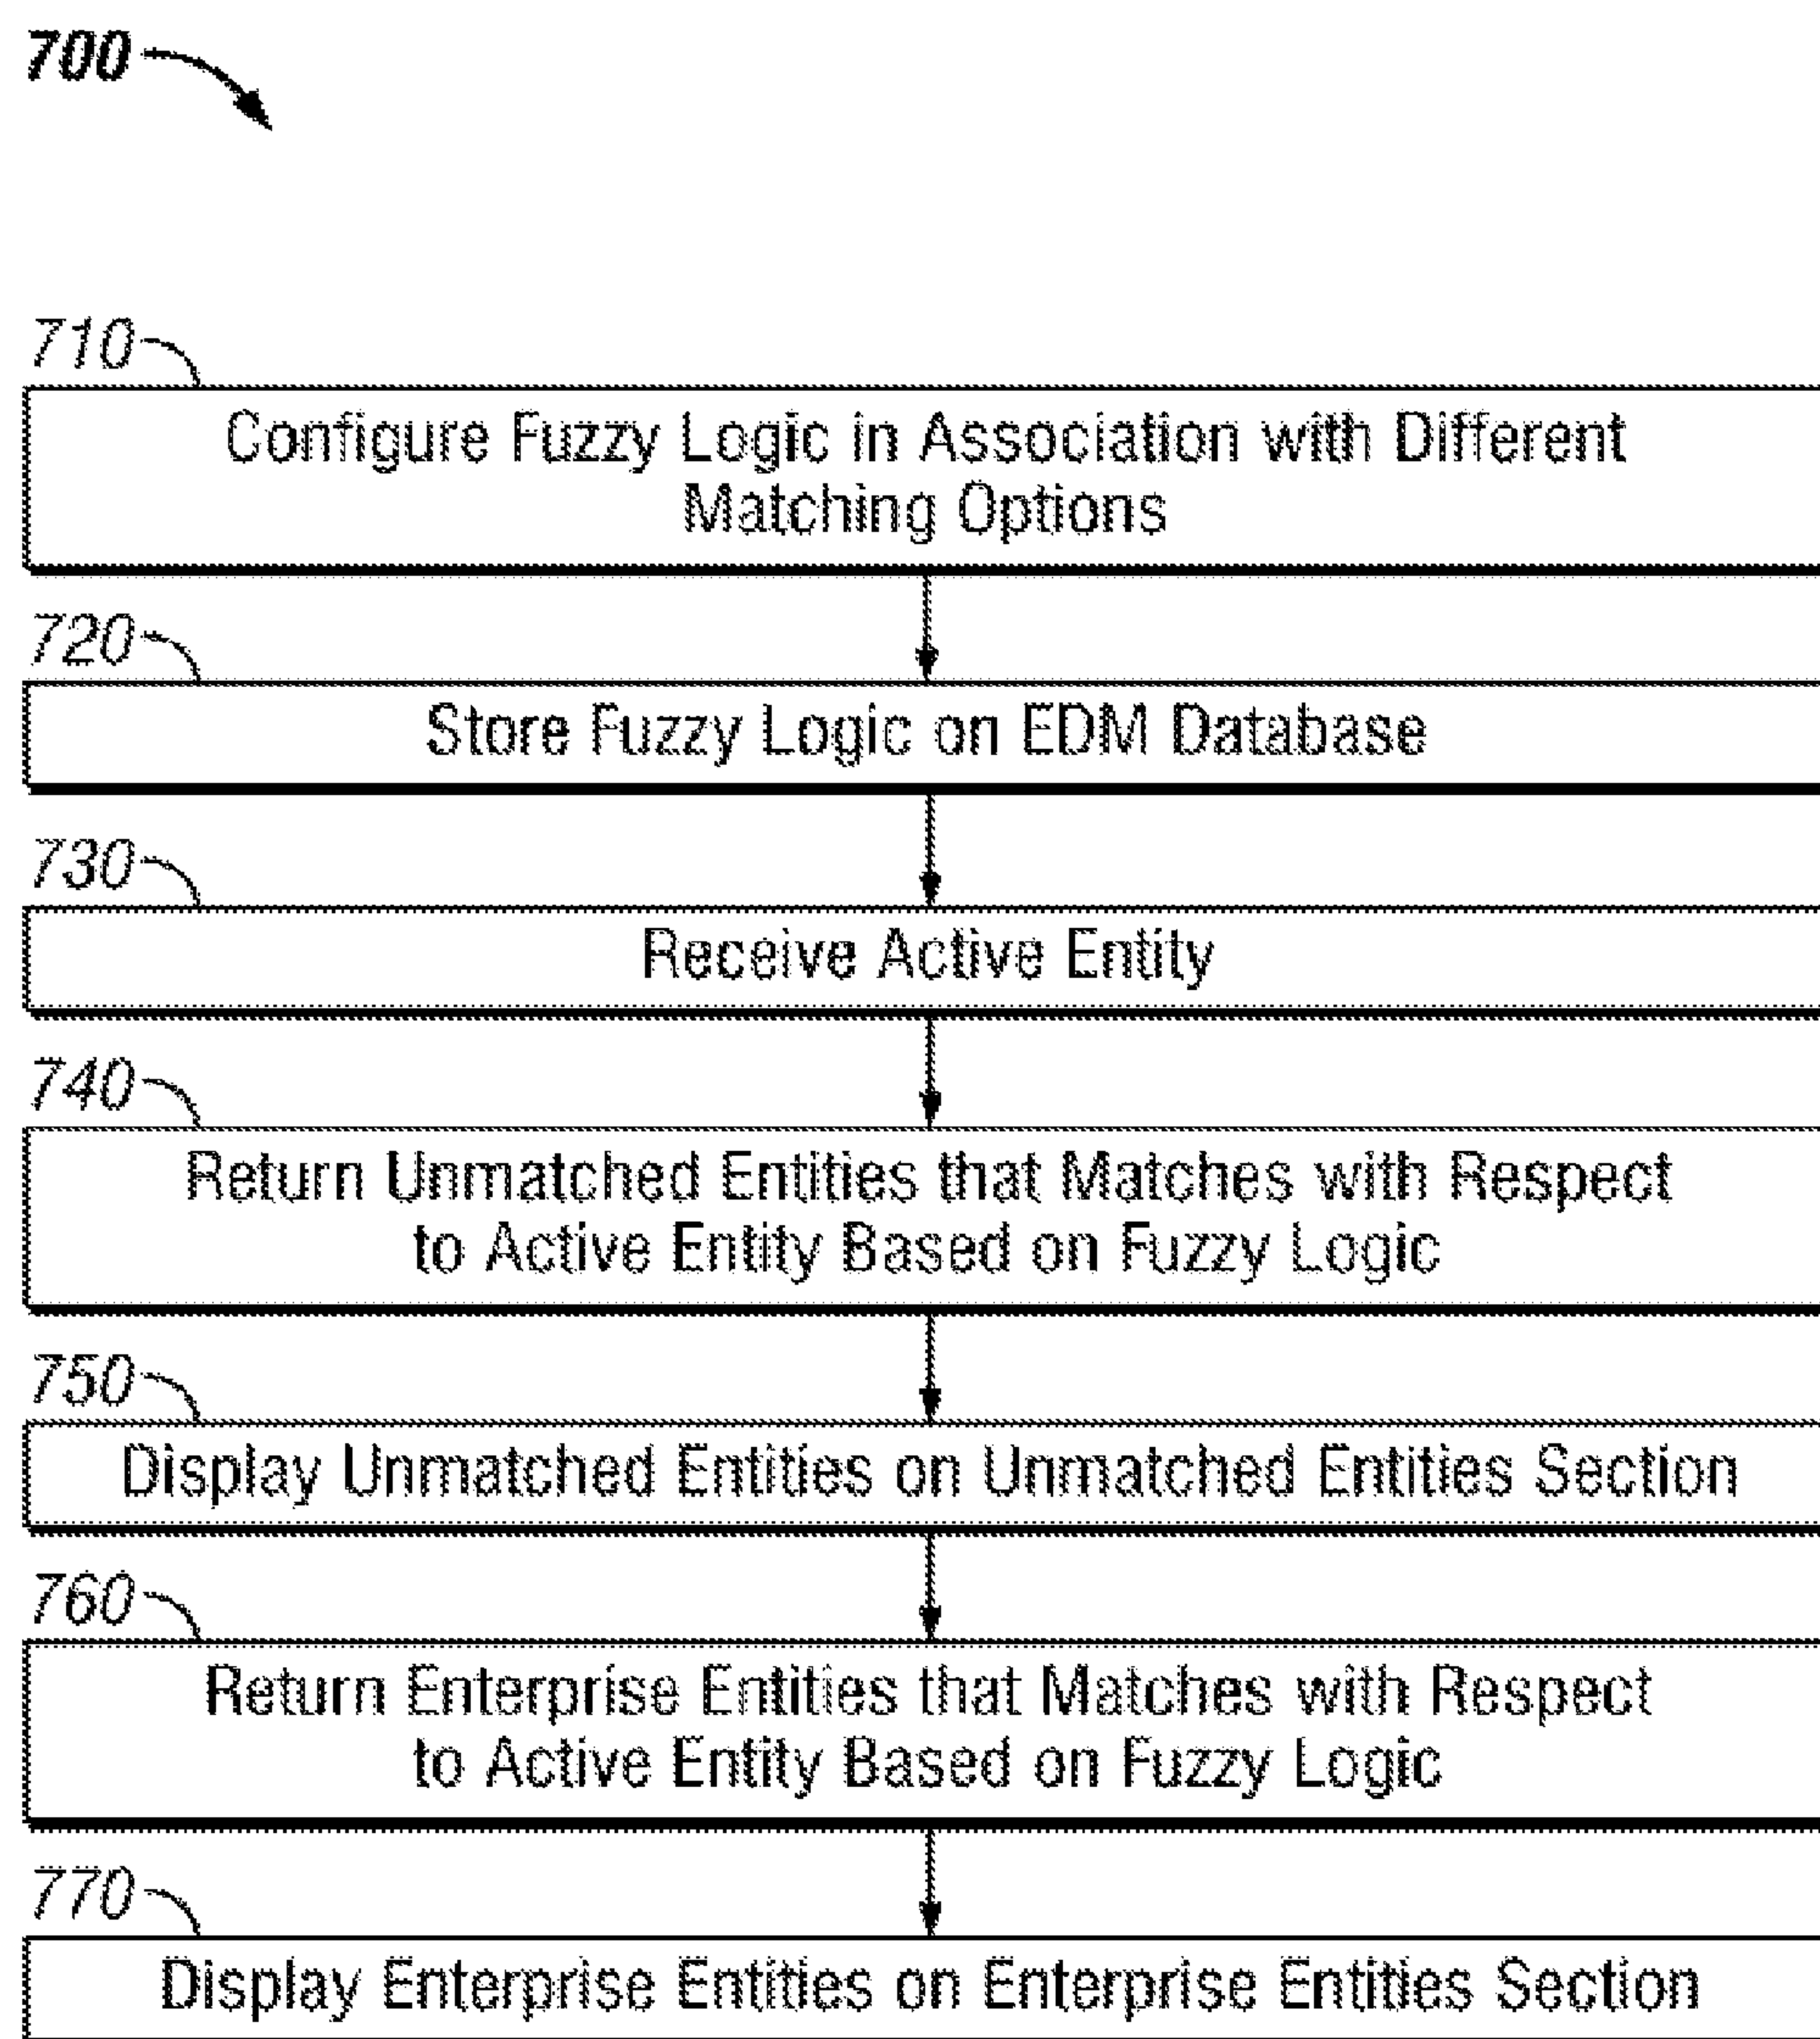 700
710
Configure Fuzzy Logic in Association with Different
Matching Options
720
Store Fuzzy Logic on EDM Database
730
Receive Active Entity
740
Return Unmatched Entities that Matches with Respect
to Active Entity Based on Fuzzy Logic
750
Display Unmatched Entities on Unmatched Entities Section
760
Return Enterprise Entities that Matches with Respect
to Active Entity Based on Fuzzy Logic
770
Display Enterprise Entities on Enterprise Entities Section